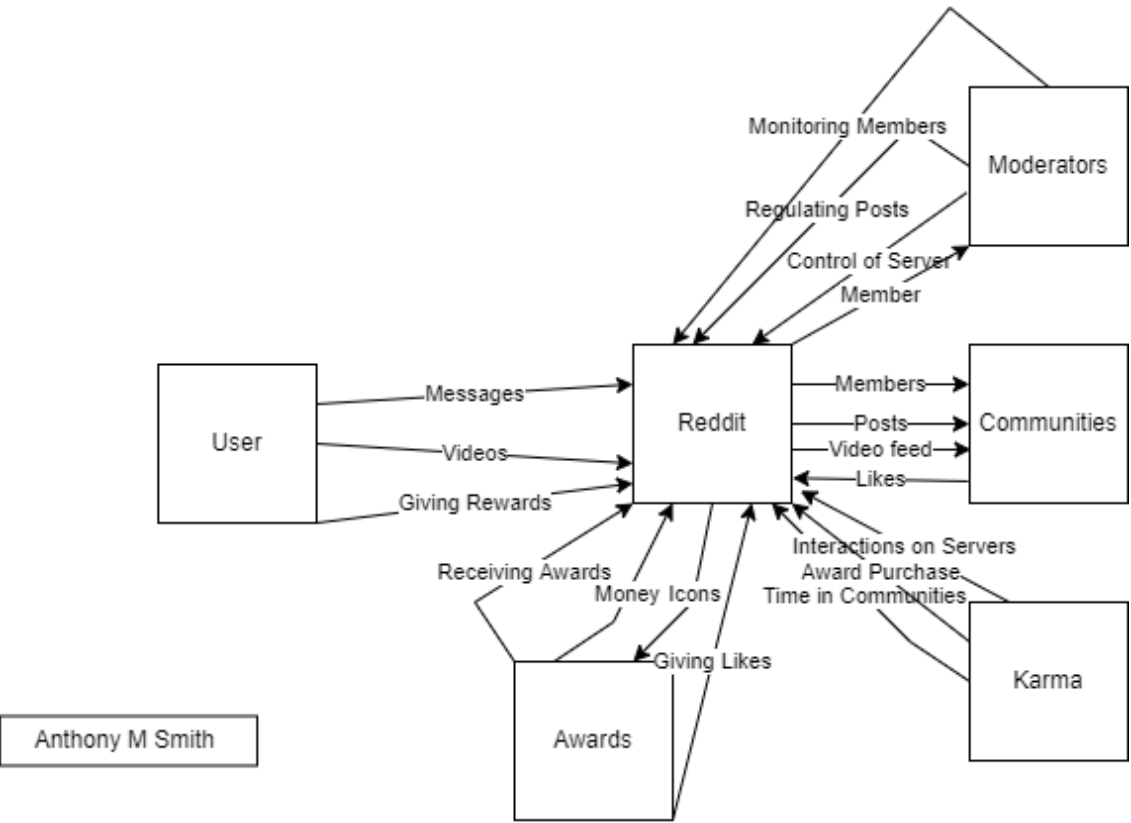 Monitoring Members
Moderators
Regulating Posts
Control of Server
Member
User
Messages
Videos
Giving Rewards
Reddit
Members
Posts
Video feed
Likes
Communities
Receiving Awards
Money Icons
Giving Likes
Interactions on Servers
Award Purchase
Time in Communities
Karma
Awards
Anthony M Smith